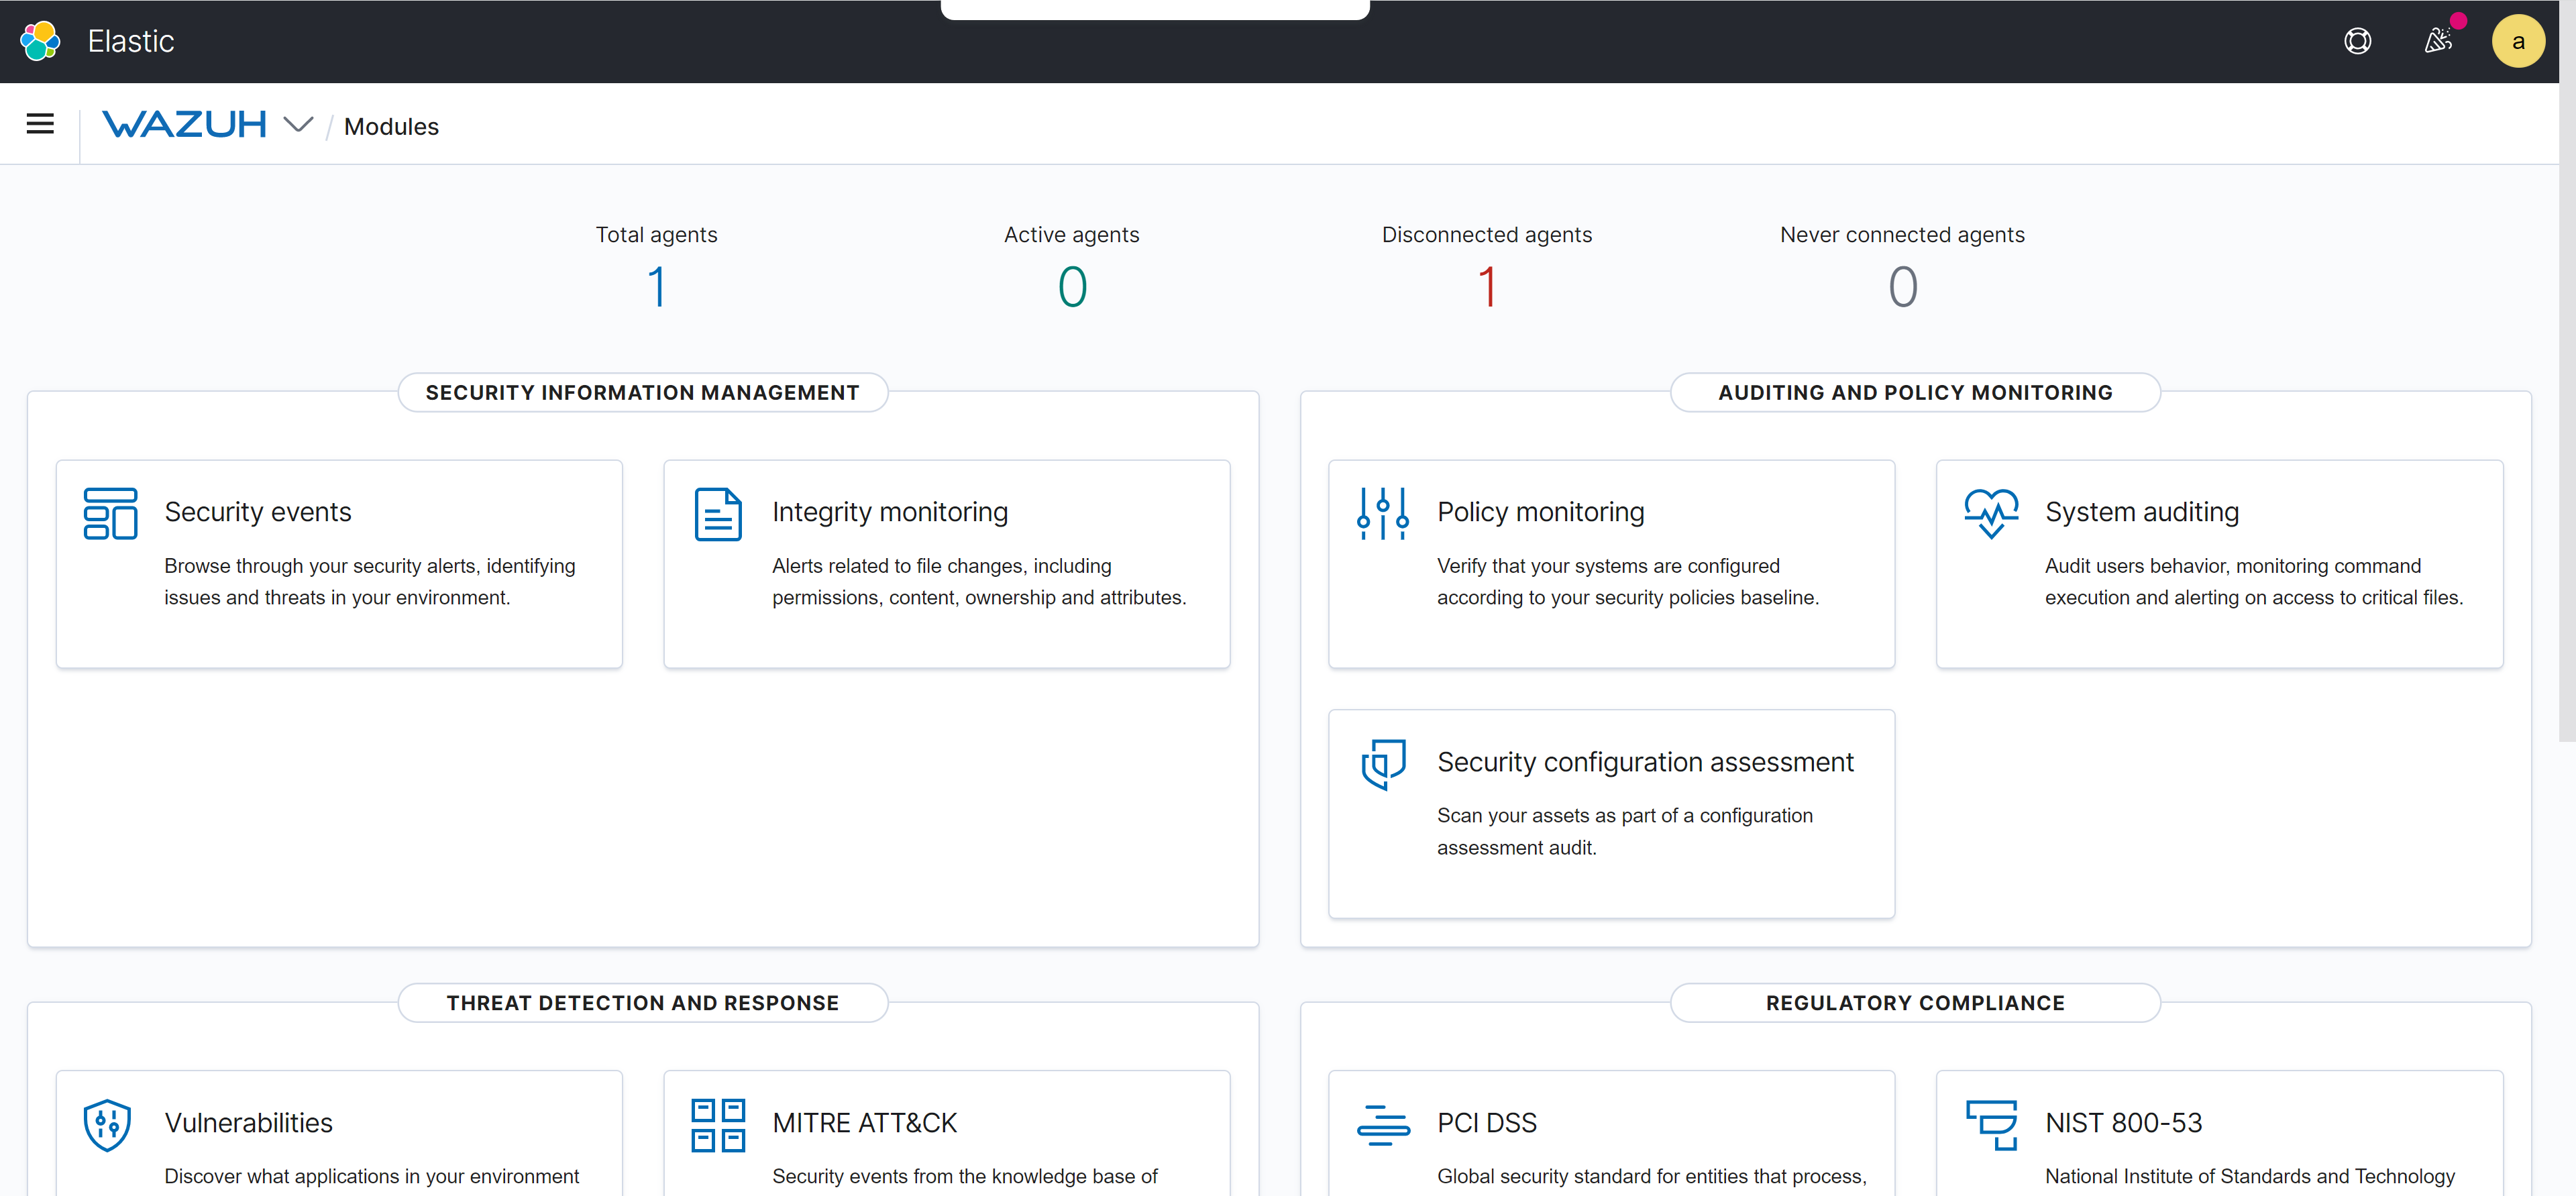 Elastic
a
WAZUH / Modules
Total agents
1
Active agents
0
Disconnected agents
1
Never connected agents
0
SECURITY INFORMATION MANAGEMENT
Security events
Browse through your security alerts, identifying
issues and threats in your environment.
Integrity monitoring
Alerts related to file changes, including
permissions, content, ownership and attributes.
AUDITING AND POLICY MONITORING
Policy monitoring
Verify that your systems are configured
according to your security policies baseline.
System auditing
Audit users behavior, monitoring command
execution and alerting on access to critical files.
Security configuration assessment
Scan your assets as part of a configuration
assessment audit.
THREAT DETECTION AND RESPONSE
Vulnerabilities
Discover what applications in your environment
MITRE ATT&CK
Security events from the knowledge base of
REGULATORY COMPLIANCE
PCI DSS
Global security standard for entities that process,
NIST 800-53
National Institute of Standards and Technology